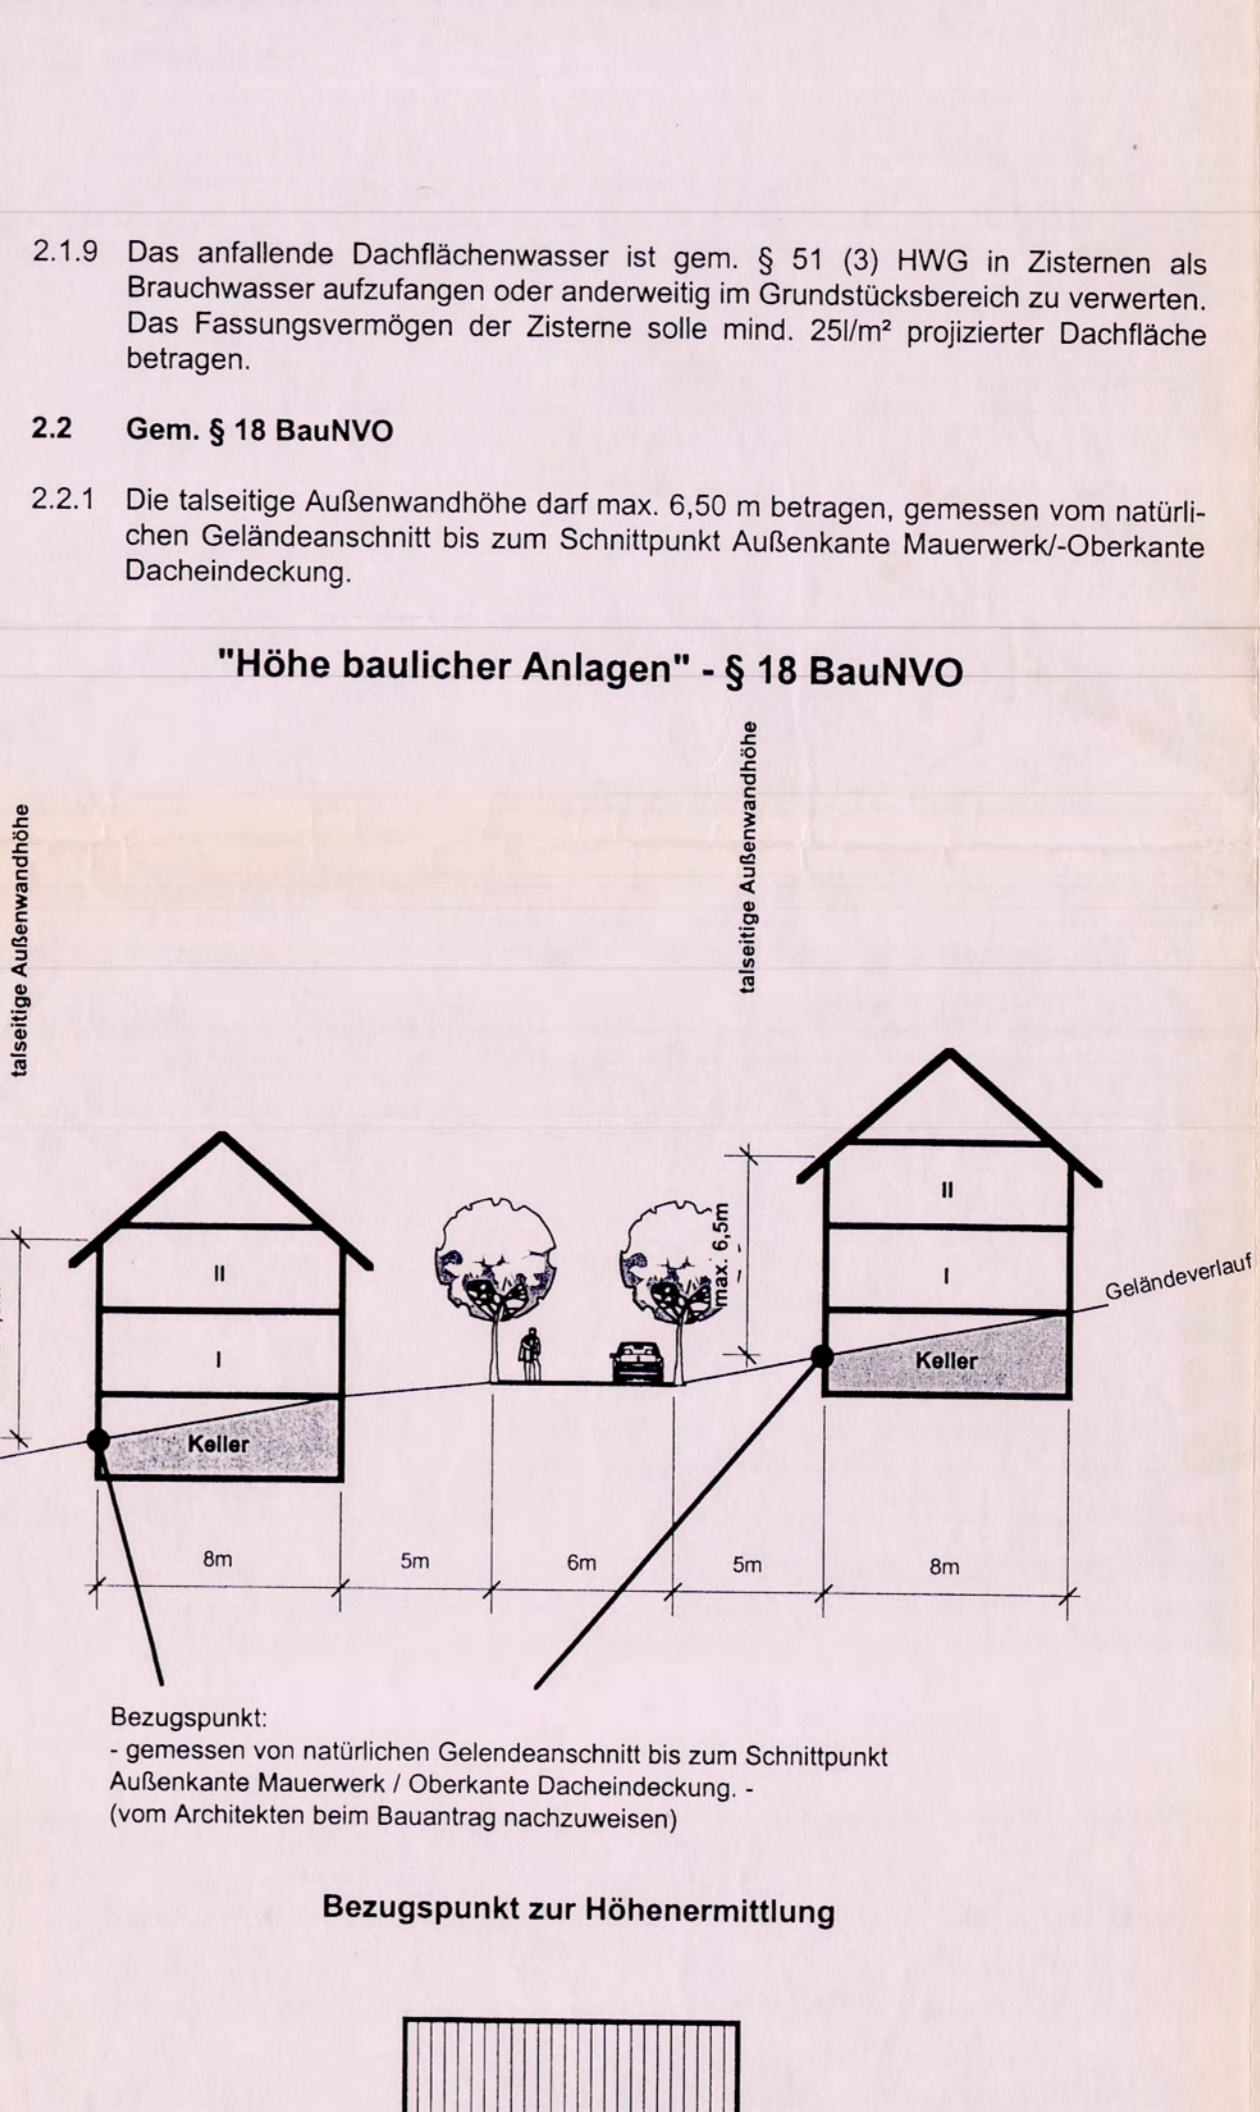 2.1.9 Das anfallende Dachflächenwasser ist gem. § 51 (3) HWG in Zisternen als
Brauchwasser aufzufangen oder anderweitig im Grundstücksbereich zu verwerten.
Das Fassungsvermögen der Zisterne solle mind. 25l/m² projizierter Dachfläche
betragen.
2.2 Gem. § 18 BauNVO
2.2.1 Die talseitige Außenwandhöhe darf max. 6,50 m betragen, gemessen vom natürli-
chen Geländeanschnitt bis zum Schnittpunkt Außenkante Mauerwerk/-Oberkante
Dacheindeckung.
"Höhe baulicher Anlagen" - § 18 BauNVO
talseitige Außenwandhöhe
talseitige Außenwandhöhe
II
I
Keller
max. 6,5m
II
I
Keller
Geländeverlauf
8m
5m
6m
5m
8m
Bezugspunkt:
- gemessen von natürlichen Gelendeanschnitt bis zum Schnittpunkt
Außenkante Mauerwerk / Oberkante Dacheindeckung. -
(vom Architekten beim Bauantrag nachzuweisen)
Bezugspunkt zur Höhenermittlung